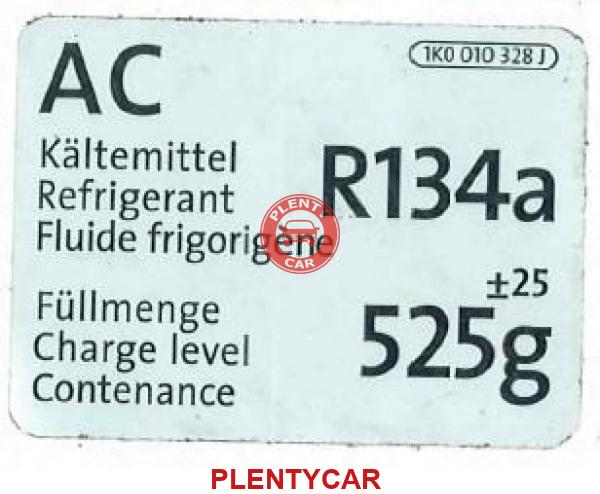 AC
1K0 010 328 J
Kältemittel
Refrigerant
Fluide frigorigène
R134a
Füllmenge
Charge level
Contenance
±25
525g
PLENTY
CAR
PLENTYCAR